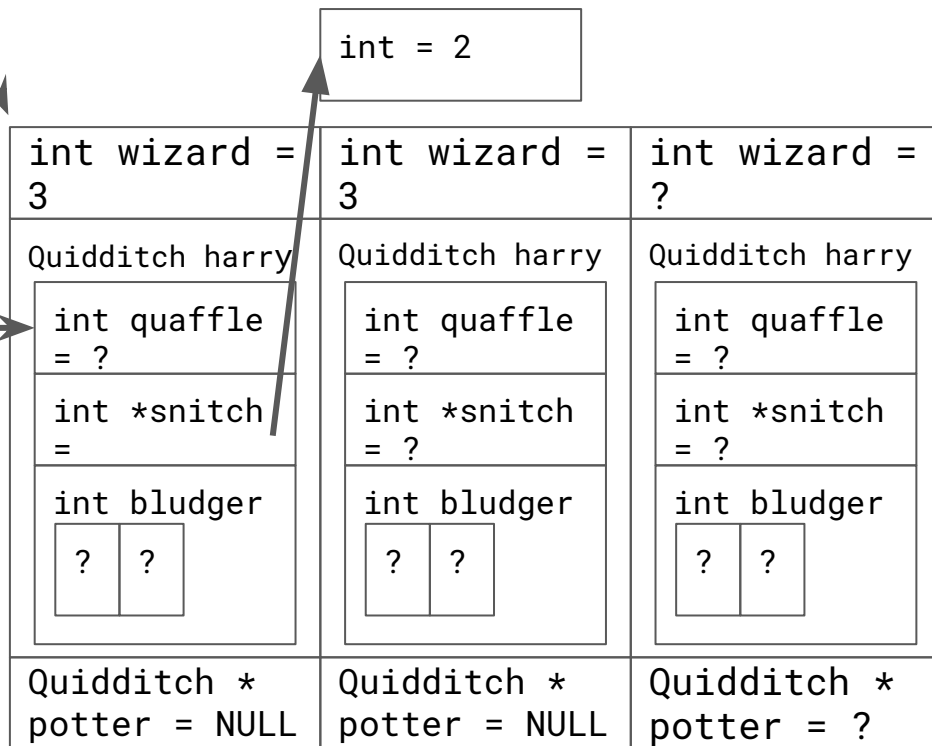 int = 2
int wizard =
3
int wizard =
3
int wizard =
?
Quidditch harry
int quaffle
= ?
int *snitch
=
int bludger
? ?
Quidditch harry
int quaffle
= ?
int *snitch
= ?
int bludger
? ?
Quidditch harry
int quaffle
= ?
int *snitch
= ?
int bludger
? ?
Quidditch *
potter = NULL
Quidditch *
potter = NULL
Quidditch *
potter = ?